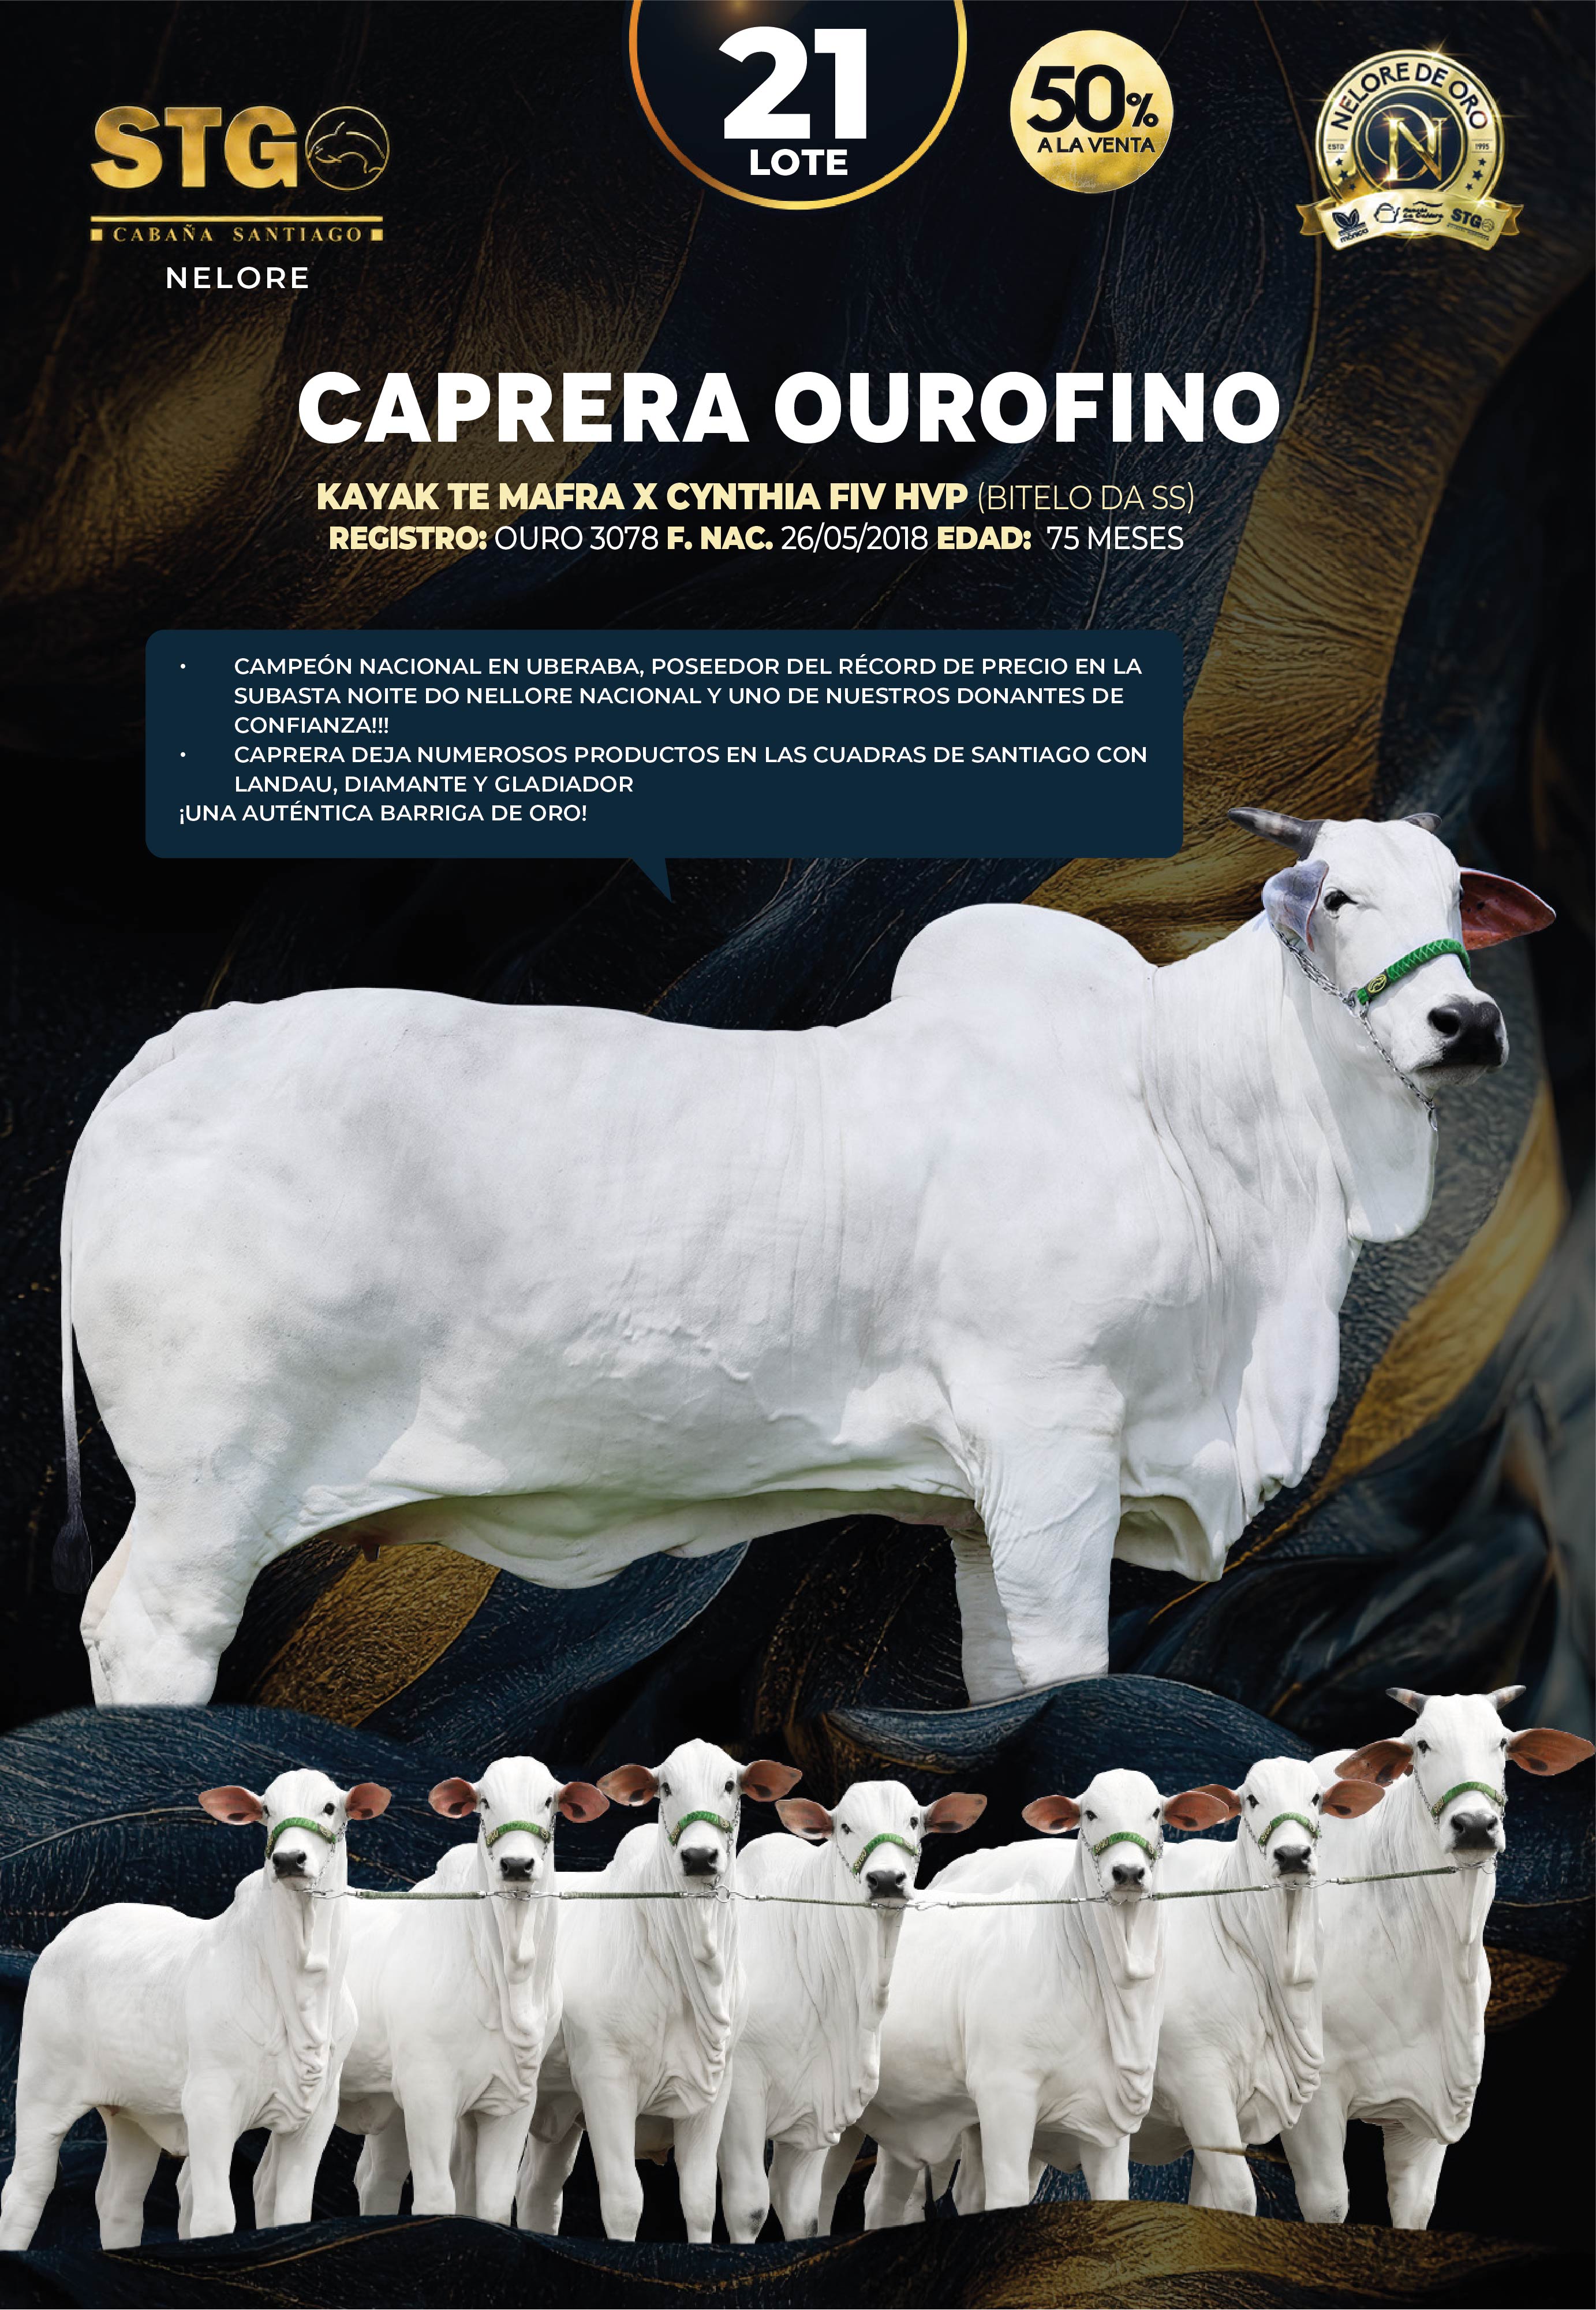 21
LOTE
50%
A LA VENTA
NELORE DE ORO
ESTD
1995
STG
STG
CABAÑA SANTIAGO
NELORE
CAPRERA OUROFINO
KAYAK TE MAFRA X CYNTHIA FIV HVP (BITELO DA SS)
REGISTRO: OURO 3078 F. NAC. 26/05/2018 EDAD: 75 MESES
• CAMPEÓN NACIONAL EN UBERABA, POSEEDOR DEL RÉCORD DE PRECIO EN LA
SUBASTA NOITE DO NELLORE NACIONAL Y UNO DE NUESTROS DONANTES DE
CONFIANZA!!!
• CAPRERA DEJA NUMEROSOS PRODUCTOS EN LAS CUADRAS DE SANTIAGO CON
LANDAU, DIAMANTE Y GLADIADOR
¡UNA AUTÉNTICA BARRIGA DE ORO!